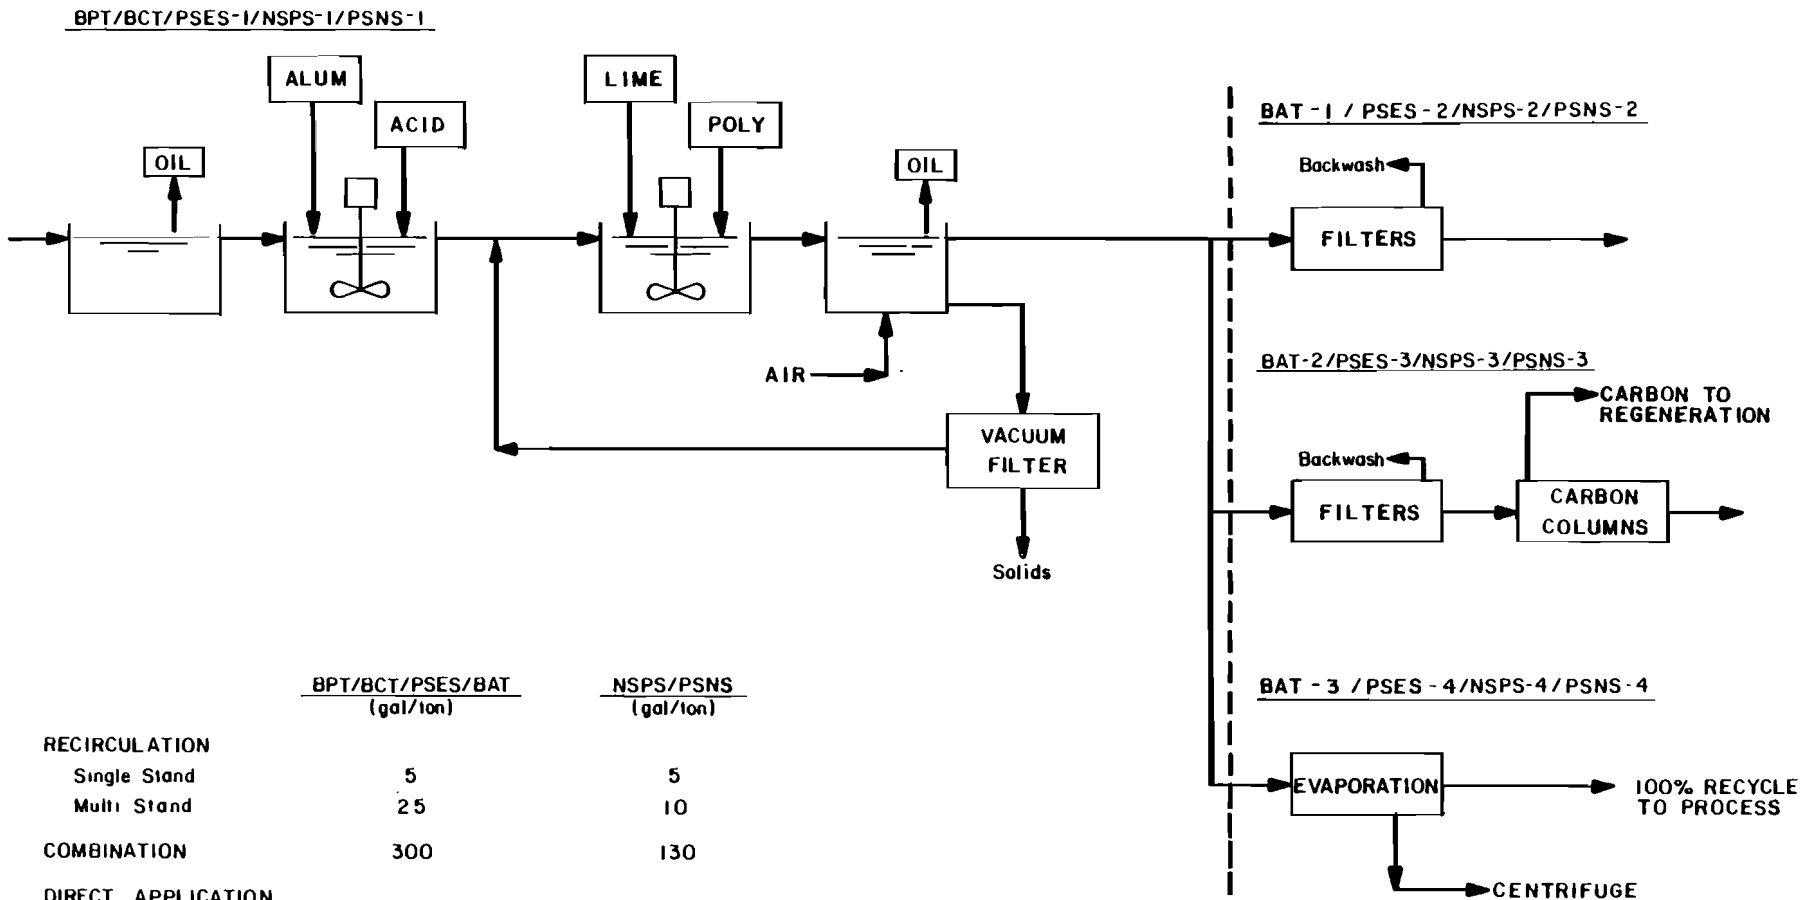 BPT/BCT/PSES-1/NSPS-1/PSNS-1
ALUM
ACID
OIL
LIME
POLY
OIL
AIR
VACUUM
FILTER
Solids
BAT-1 / PSES-2/NSPS-2/PSNS-2
Backwash
FILTERS
BAT-2/PSES-3/NSPS-3/PSNS-3
CARBON TO
REGENERATION
Backwash
FILTERS
CARBON
COLUMNS
BAT-3 / PSES-4/NSPS-4/PSNS-4
EVAPORATION
100% RECYCLE
TO PROCESS
CENTRIFUGE
BPT/BCT/PSES/BAT NSPS/PSNS
(gal/ton) (gal/ton)
RECIRCULATION
Single Stand 5 5
Multi Stand 25 10
COMBINATION 300 130
DIRECT APPLICATION